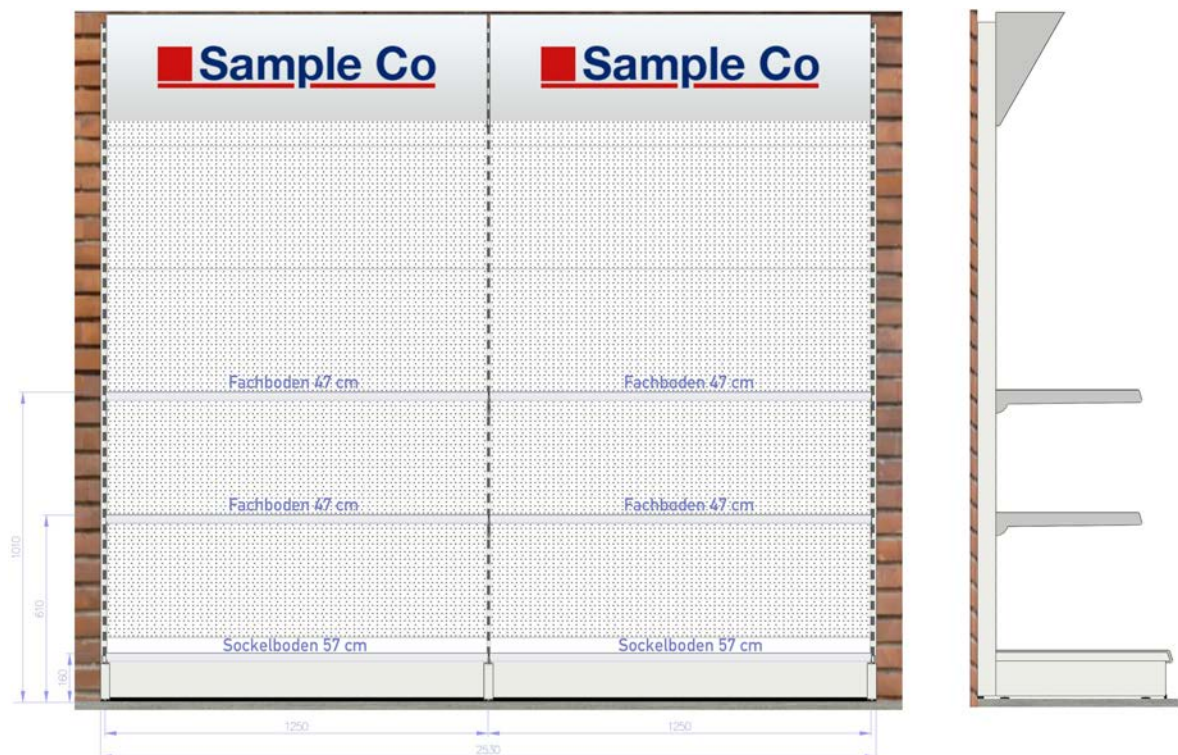 Sample Co
Sample Co
Fachboden 47 cm
Fachboden 47 cm
1010
Fachboden 47 cm
Fachboden 47 cm
610
Sockelboden 57 cm
Sockelboden 57 cm
160
1250
1250
2530